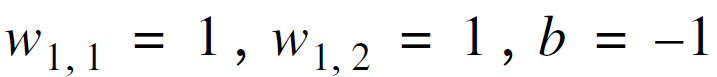 w1, 1 = 1 , w1, 2 = 1 , b = –1